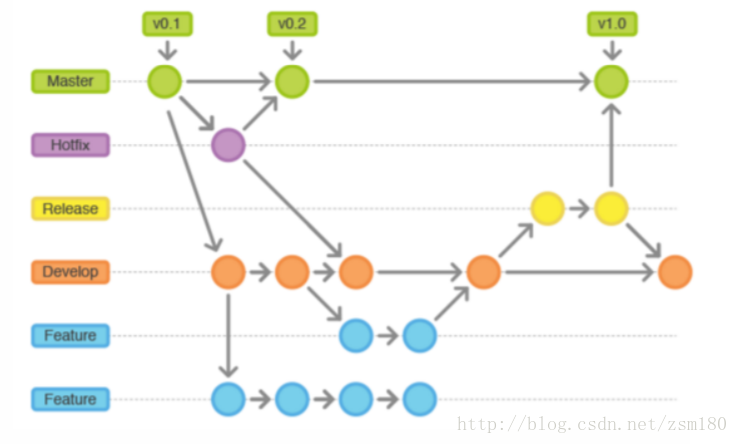 v0.1 v0.2 v1.0
Master
Hotfix
Release
Develop
Feature
Feature
http://blog.csdn.net/zsm180